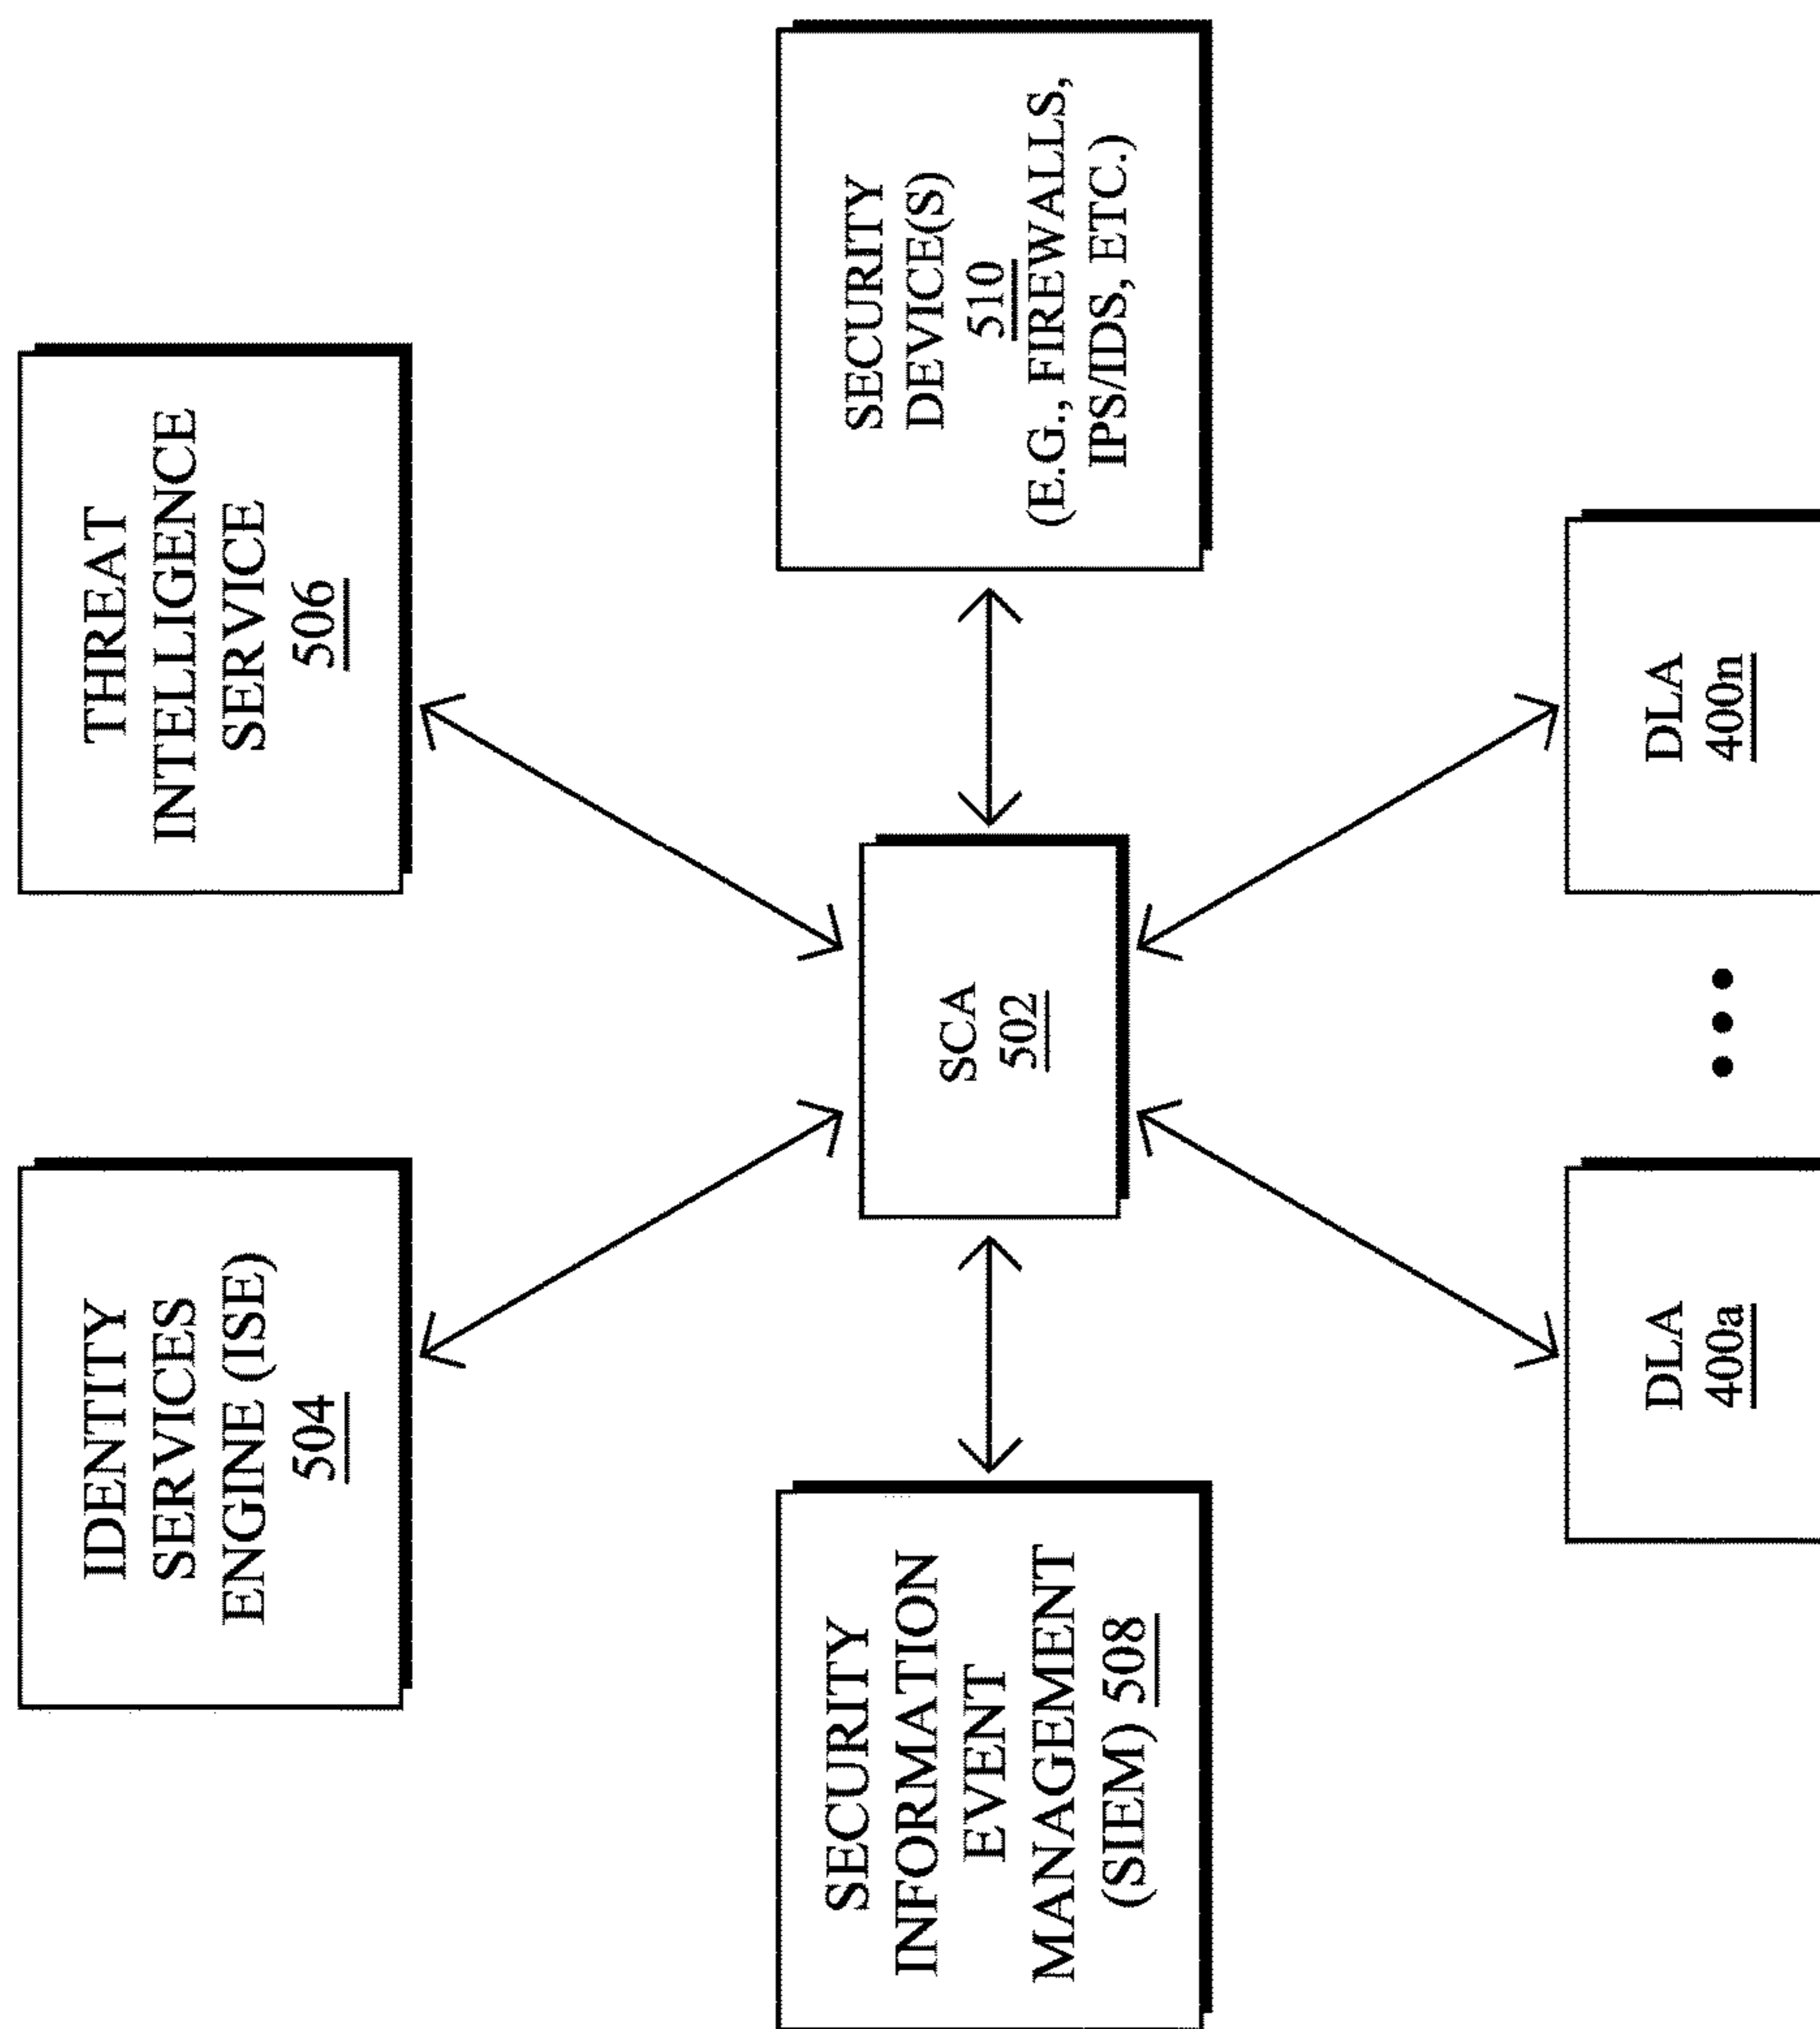 IDENTITY
SERVICES
ENGINE (ISE)
504
THREAT
INTELLIGENCE
SERVICE
506
SECURITY
INFORMATION
EVENT
MANAGEMENT
(SIEM) 508
SCA
502
SECURITY
DEVICE(S)
510
(E.G., FIREWALLS,
IPS/IDS, ETC.)
DLA
400a
DLA
400n